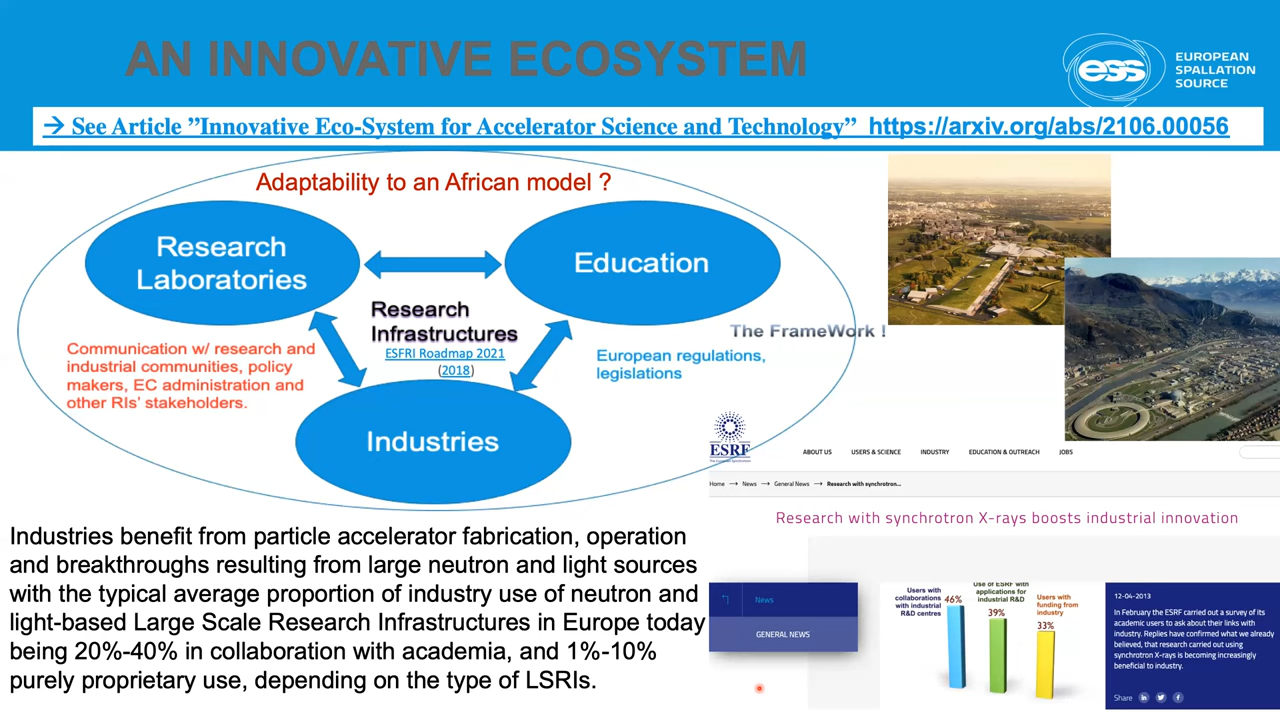 AN INNOVATIVE ECOSYSTEM
ess
EUROPEAN
SPALLATION
SOURCE
→ See Article ”Innovative Eco-System for Accelerator Science and Technology” https://arxiv.org/abs/2106.00056
Adaptability to an African model ?
Research
Laboratories
Education
Research
Infrastructures
ESFRI Roadmap 2021
(2018)
The FrameWork !
Communication w/ research and
industrial communities, policy
makers, EC administration and
other RIs’ stakeholders.
European regulations,
legislations
Industries
ESRF
ABOUT US USERS & SCIENCE INDUSTRY EDUCATION & OUTREACH JOBS
Home → News → General News → Research with synchrotron...
Research with synchrotron X-rays boosts industrial innovation
Industries benefit from particle accelerator fabrication, operation
and breakthroughs resulting from large neutron and light sources
with the typical average proportion of industry use of neutron and
light-based Large Scale Research Infrastructures in Europe today
being 20%-40% in collaboration with academia, and 1%-10%
purely proprietary use, depending on the type of LSRIs.
News
GENERAL NEWS
Users with
collaborations
with industrial
R&D centres
46%
Use of ESRF with
applications for
industrial R&D
39%
Users with
funding from
industry
33%
12-04-2013
In February the ESRF carried out a survey of its
academic users to ask about their links with
industry. Replies have confirmed what we already
believed, that research carried out using
synchrotron X-rays is becoming increasingly
beneficial to industry.
Share